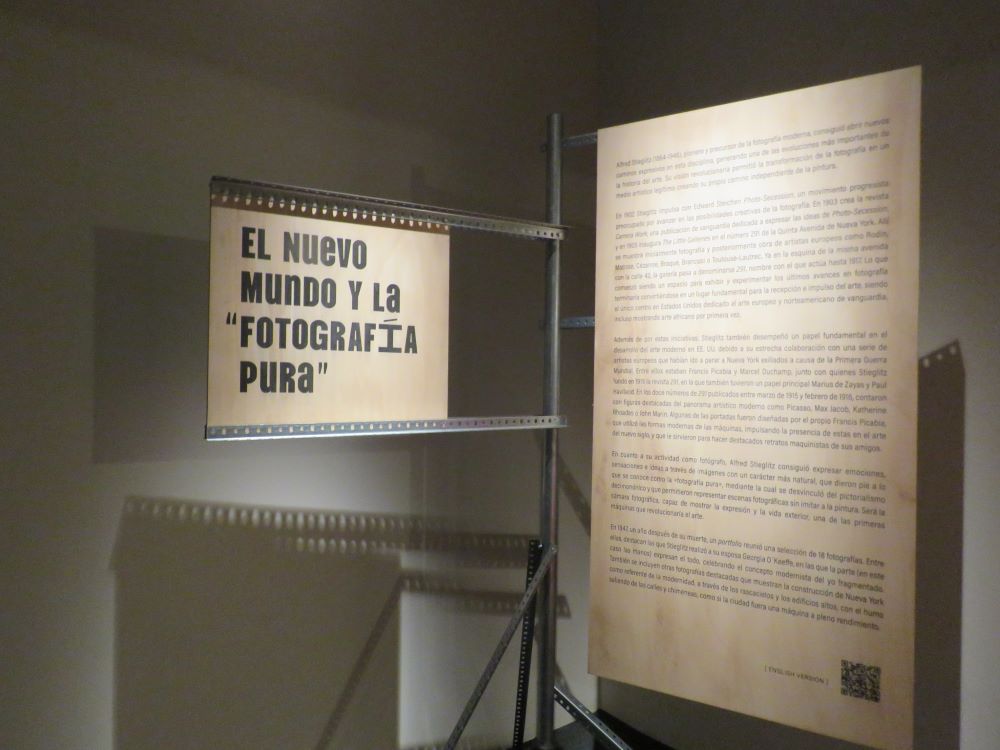 EL NUEVO
MUNDO Y LA
“FOTOGRAFÍA
PURA”
Alfred Stieglitz (1864-1946), pionero y precursor de la fotografía moderna, consiguió abrir nuevos
caminos expresivos en esta disciplina, generando una de las revoluciones más importantes de
la historia del arte. Su visión revolucionaria permitió la transformación de la fotografía en un
medio artístico legítimo creando su propio camino independiente de la pintura.
En 1902 Stieglitz impulsa con Edward Steichen Photo-Secession, un movimiento progresista
preocupado por avanzar en las posibilidades creativas de la fotografía. En 1903 crea la revista
Camera Work, una publicación de vanguardia dedicada a expresar las ideas de Photo-Secession,
y en 1905 inaugura The Little Galleries en el número 291 de la Quinta Avenida de Nueva York. Allí
se muestra inicialmente fotografía y posteriormente obra de artistas europeos como Rodin,
Matisse, Cézanne, Braque, Brancusi o Toulouse-Lautrec. Ya en la esquina de la misma avenida
con la calle 42, la galería pasa a denominarse 291, nombre con el que actúa hasta 1917. Lo que
comenzó siendo un espacio para exhibir y experimentar los últimos avances en fotografía
terminaría convirtiéndose en un lugar fundamental para la recepción e impulso del arte, siendo
el único centro en Estados Unidos dedicado al arte europeo y norteamericano de vanguardia,
incluso mostrando arte africano por primera vez.
Además de por estas iniciativas, Stieglitz también desempeñó un papel fundamental en el
desarrollo del arte moderno en EE. UU. debido a su estrecha colaboración con una serie de
artistas europeos que habían ido a parar a Nueva York exiliados a causa de la Primera Guerra
Mundial. Entre ellos estaban Francis Picabia y Marcel Duchamp, junto con quienes Stieglitz
fundó en 1915 la revista 291, en la que también tuvieron un papel principal Marius de Zayas y Paul
Haviland. En los doce números de 291 publicados entre marzo de 1915 y febrero de 1916, contaron
con figuras destacadas del panorama artístico moderno como Picasso, Max Jacob, Katherine
Rhoades o John Marin. Algunas de las portadas fueron diseñadas por el propio Francis Picabia,
que utilizó las formas modernas de las máquinas, impulsando la presencia de estas en el arte
del nuevo siglo, y que le sirvieron para hacer destacados retratos maquinistas de sus amigos.
En cuanto a su actividad como fotógrafo, Alfred Stieglitz consiguió expresar emociones,
sensaciones e ideas a través de imágenes con un carácter más natural, que dieron pie a lo
que se conoce como la «fotografía pura», mediante la cual se desvinculó del pictorialismo
decimonónico y que permitieron representar escenas fotográficas sin imitar a la pintura. Será la
cámara fotográfica, capaz de mostrar la expresión y la vida exterior, una de las primeras
máquinas que revolucionaría el arte.
En 1947, un año después de su muerte, un portfolio reunió una selección de 18 fotografías. Entre
ellas, destacan las que Stieglitz realizó a su esposa Georgia O´Keeffe, en las que la parte (en este
caso las manos) expresan el todo, celebrando el concepto modernista del yo fragmentado.
También se incluyen otras fotografías destacadas que muestran la construcción de Nueva York
como referente de la modernidad, a través de los rascacielos y los edificios altos, con el humo
saliendo de las calles y chimeneas, como si la ciudad fuera una máquina a pleno rendimiento.
[ ENGLISH VERSION ]